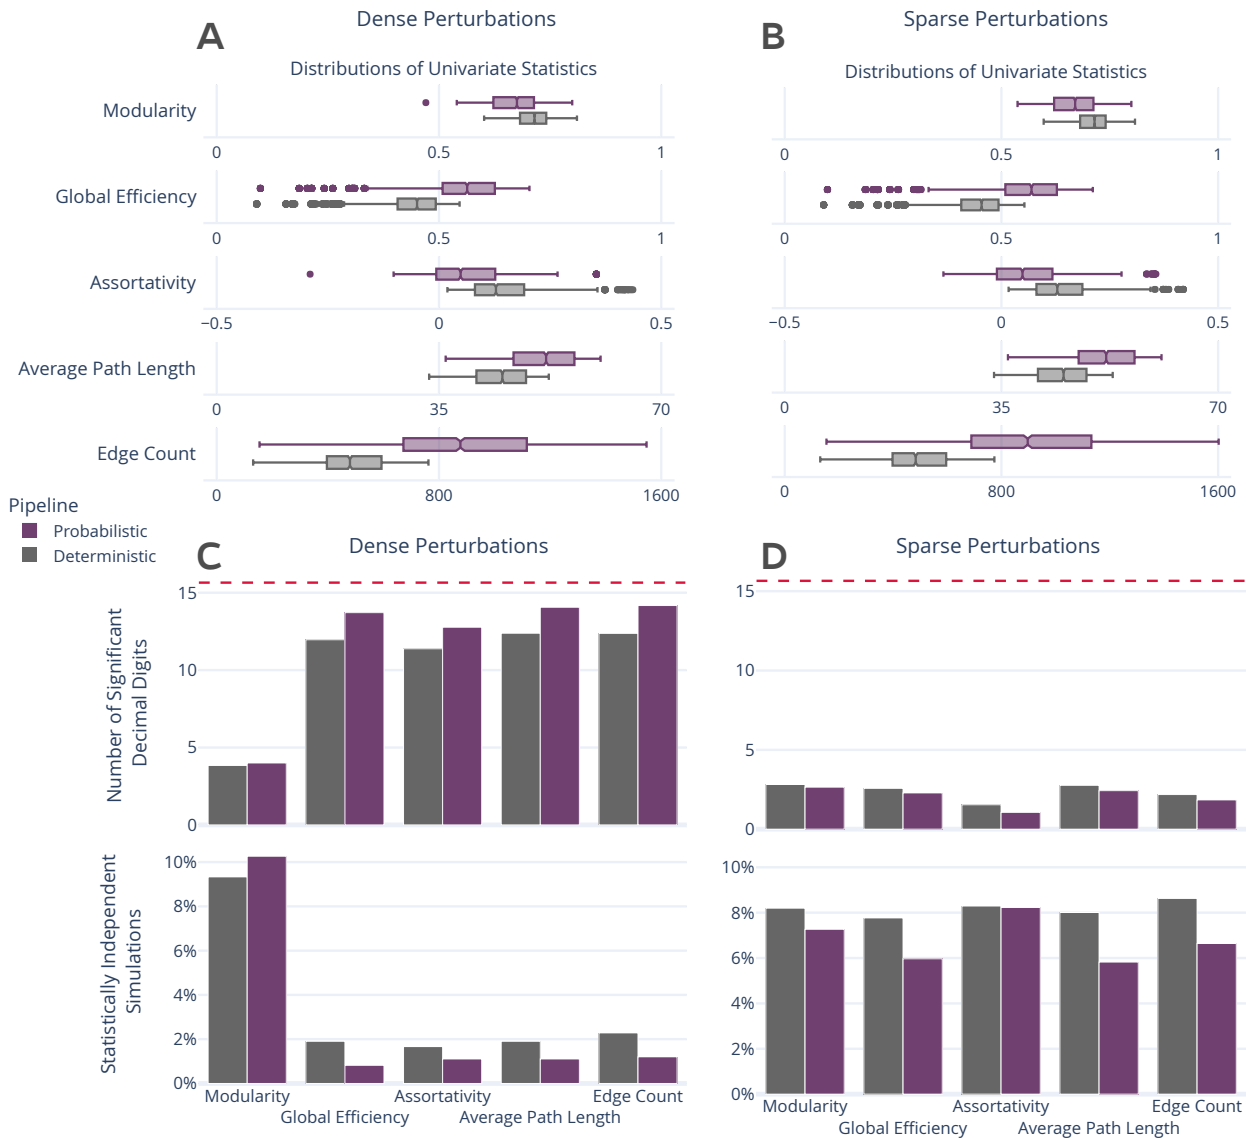 A
Dense Perturbations
Distributions of Univariate Statistics
Modularity
0 0.5 1
Global Efficiency
0 0.5 1
Assortativity
−0.5 0 0.5
Average Path Length
0 35 70
Edge Count
0 800 1600
B
Sparse Perturbations
Distributions of Univariate Statistics
0 0.5 1
0 0.5 1
−0.5 0 0.5
0 35 70
0 800 1600
Pipeline
Probabilistic
Deterministic
C
Dense Perturbations
Number of Significant
Decimal Digits
15
10
5
0
Statistically Independent
Simulations
10%
8%
6%
4%
2%
0%
Modularity Assortativity Edge Count
Global Efficiency Average Path Length
D
Sparse Perturbations
15
10
5
0
10%
8%
6%
4%
2%
0%
Modularity Assortativity Edge Count
Global Efficiency Average Path Length